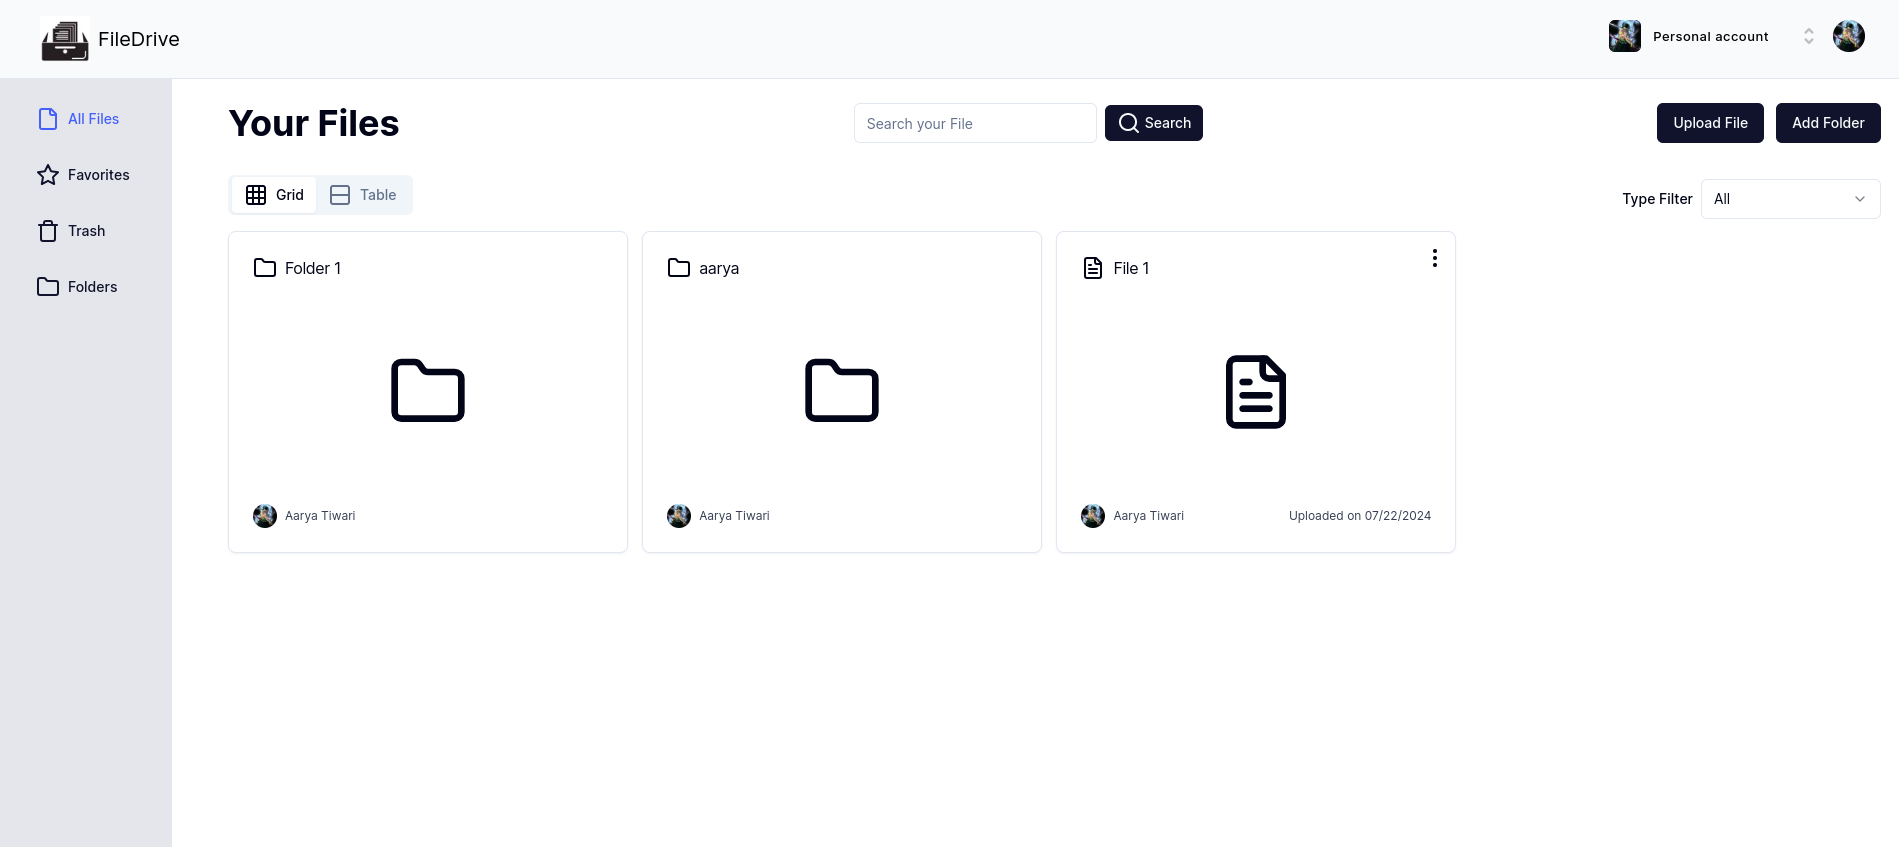 FileDrive
Personal account
All Files
Favorites
Trash
Folders
Your Files
Search your File
Search
Upload File
Add Folder
Grid
Table
Type Filter
All
Folder 1
Aarya Tiwari
aarya
Aarya Tiwari
File 1
Aarya Tiwari
Uploaded on 07/22/2024